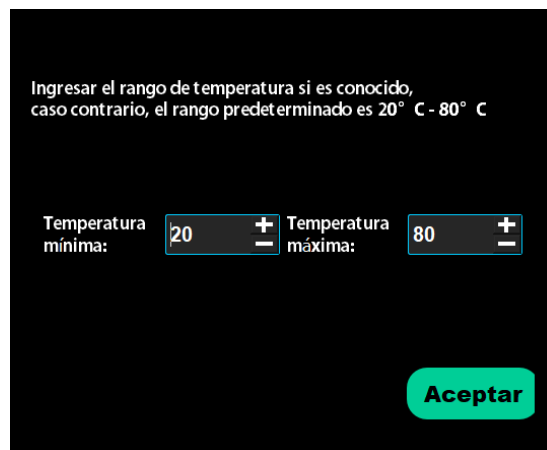 Ingresar el rango de temperatura si es conocido,
caso contrario, el rango predeterminado es 20° C - 80° C
Temperatura mínima: 20 + − Temperatura máxima: 80 + −
Aceptar